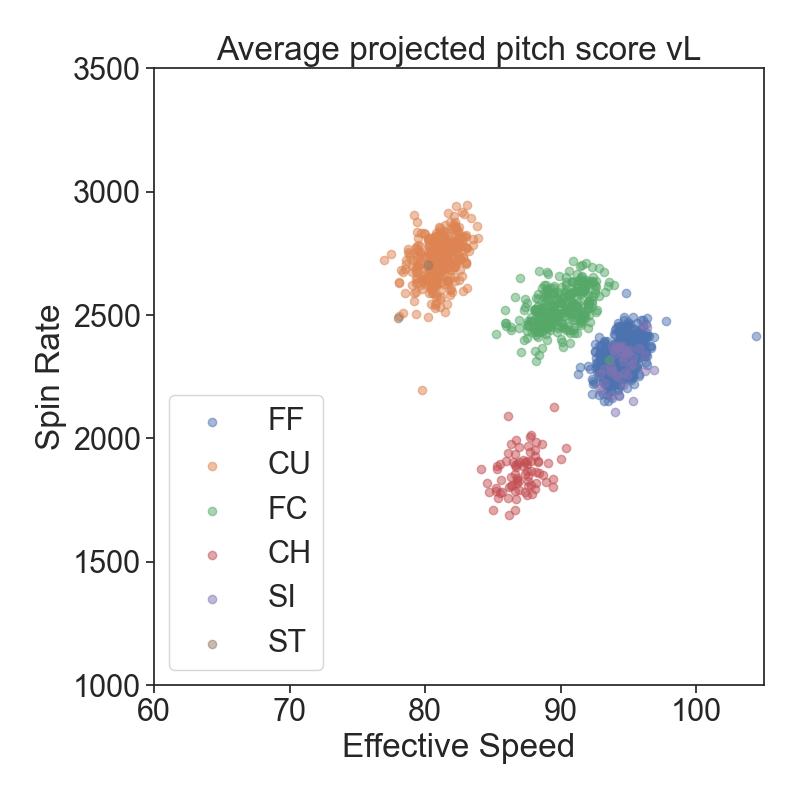 Average projected pitch score vL
3500
3000
2500
2000
1500
1000
Spin Rate
FF
CU
FC
CH
SI
ST
60 70 80 90 100
Effective Speed